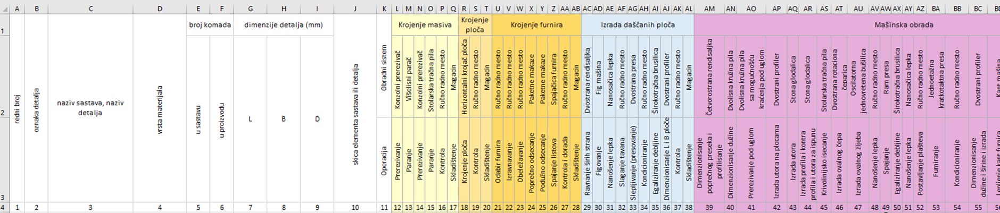 A B C D E F G H I J K L M N O P Q R S T U V W X Y Z AA AB AC AD AE AF AG AH AI AJ AK AL AM AN AO AP AQ AR AS AT AU AV AW AX AY AZ BA BB BC
1
broj komada
dimenzije detalja (mm)
Krojenje masiva
Krojenje
ploča
Krojenje furnira
Izrada daščanih ploča
Mašinska obrada
2
redni broj
oznaka detalja
naziv sastava, naziv
detalja
vrsta materijala
u sastavu
u proizvodu
L
B
D
skica elementa sastava ili detalja
Obradni sistem
Konzolni prerezivač
Višelisni parač
Konzolni prerezivač
Stolarska tračna pila
Ručno radno mesto
Magacin
Horizontalni krojač ploča
Ručno radno mesto
Magacin
Ručno radno mesto
Ručno radno mesto
Ručno radno mesto
Paketne makaze
Paketne makaze
Spajačica furnira
Ručno radno mesto
Magacin
Dvostrana rendisaljka
Fig mašina
Nanosačica lepka
Ručno radno mesto
Dvostrana presa
Ručno radno mesto
Širokotračna brusilica
Dvostrani profiler
Ručno radno mesto
Magacin
Četvorostrana rendisaljka
Dvolisna kružna pila
Dvolisna kružna pila
sa mogućnošću
kraćenja pod uglom
Dvostrani profiler
Stona glodalica
Stona glodalica
Stolarska tračna pila
Dvostrana rotaciona
čeparica
Oscilatorna
jednovretena bušilica
Ručno radno mesto
Ram presa
Širokotračna brusilica
Nanosačica lepka
Ručno radno mesto
Jednoetažna
kratkotaktna presa
Ručno radno mesto
Dvostrani profiler
Kant mašina
3
Operacija
Prerezivanje
Paranje
Prerezivanje
Paranje
Kontrola
Skladištenje
Krojenje ploča
Kontrola
Skladištenje
Odabir furnira
Izravnavanje
Obeležavanje
Poprečno odsecanje
Podužno odsecanje
Spajanje listova
Kontrola i dorada
Skladištenje
Ravnanje širih strana
Figovanje
Nanošenje lepka
Slaganje tavana
Slepljivanje (presovanje)
Kondicioniranje
Egaliziranje debljine
Dimenzionisanje L i B ploče
Kontrola
Skladištenje
Dimenzionisanje
poprečnog preseka i
profilisanje
Dimenzionisanje dužine
Prerezivanje pod uglom
Izrada utora na plocama
Izrada utora
Izrada profila i kontra
profila i utora za ispunu
Krivolinijsko isecanje
Izrada ovalnog čepa
Izrada ovalnog žljeba
Nanošenje lepka
Spajanje
Egaliziranje debljine
Nanošenje lepka
Postavljanje plašteva
Furniranje
Kondicioniranje
Dimenzionisanje
dužine i širine i izrada
4
1 2 3 4 5 6 7 8 9 10 11 12 13 14 15 16 17 18 19 20 21 22 23 24 25 26 27 28 29 30 31 32 33 34 35 36 37 38 39 40 41 42 43 44 45 46 47 48 49 50 51 52 53 54 55